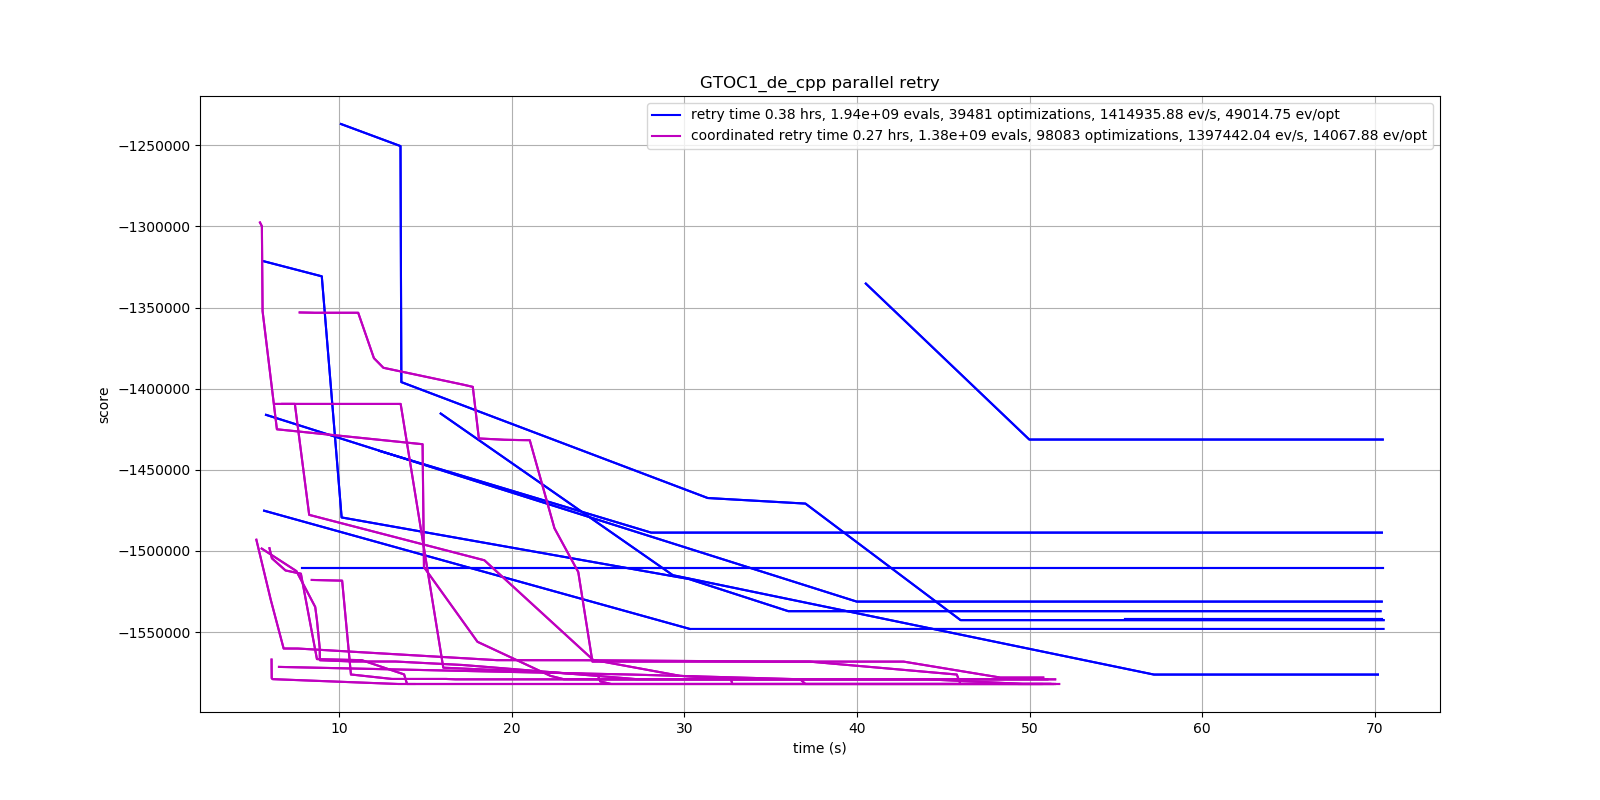 GTOC1_de_cpp parallel retry
retry time 0.38 hrs, 1.94e+09 evals, 39481 optimizations, 1414935.88 ev/s, 49014.75 ev/opt
coordinated retry time 0.27 hrs, 1.38e+09 evals, 98083 optimizations, 1397442.04 ev/s, 14067.88 ev/opt
−1250000
−1300000
−1350000
−1400000
−1450000
−1500000
−1550000
score
10 20 30 40 50 60 70
time (s)